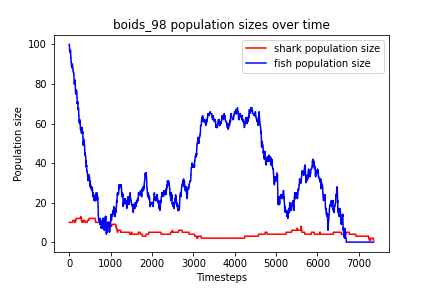 boids_98 population sizes over time
100
80
60
40
20
0
Population size
shark population size
fish population size
0 1000 2000 3000 4000 5000 6000 7000
Timesteps